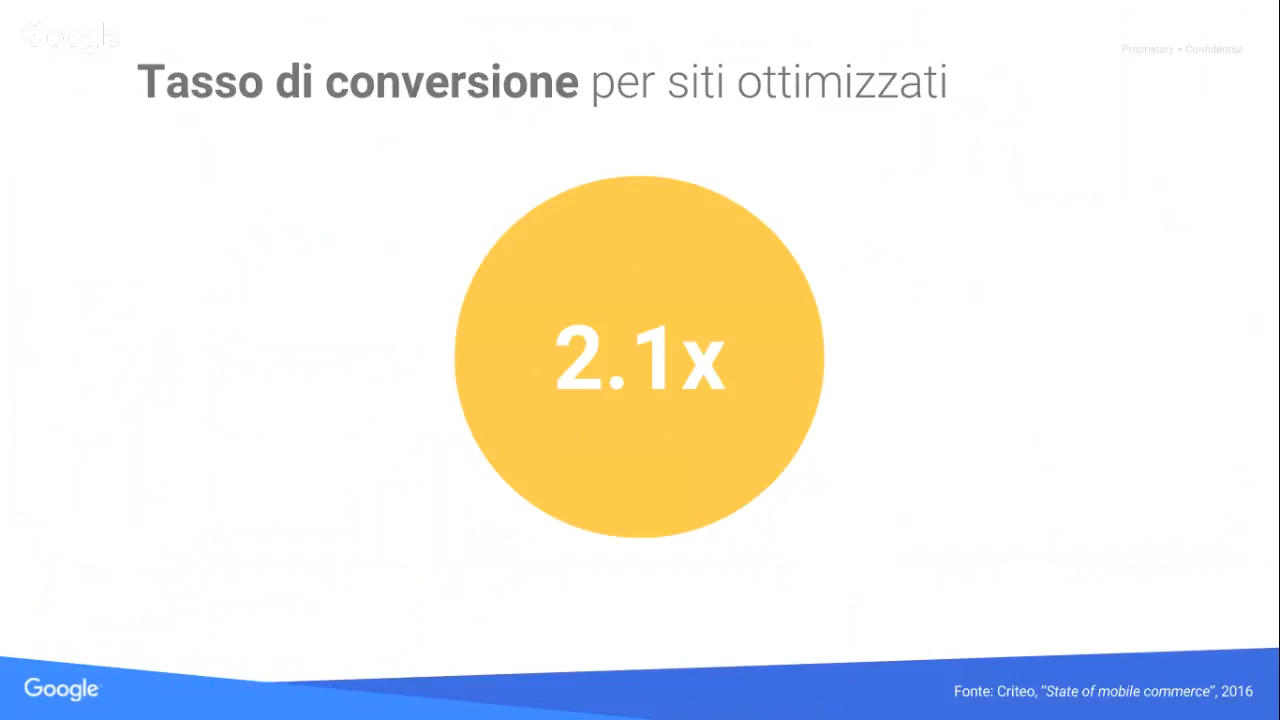 Google
Proprietary + Confidential
Tasso di conversione per siti ottimizzati
2.1x
Google
Fonte: Criteo, “State of mobile commerce”, 2016